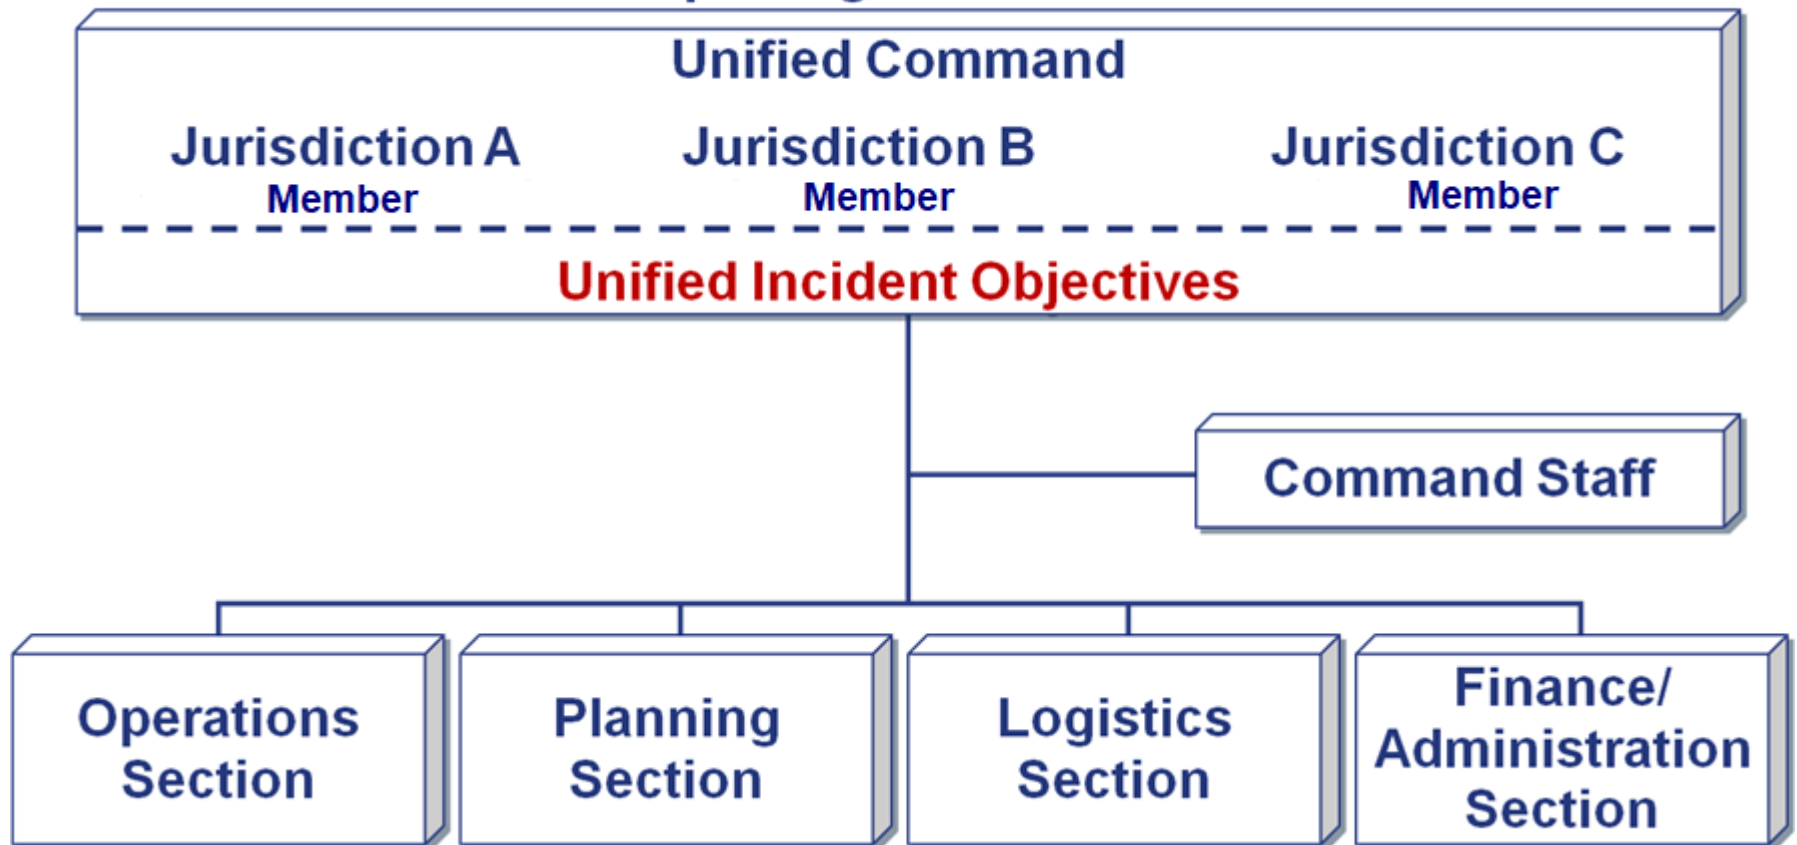 Unified Command
Jurisdiction A Jurisdiction B Jurisdiction C
Member Member Member
Unified Incident Objectives
Command Staff
Operations
Section
Planning
Section
Logistics
Section
Finance/
Administration
Section